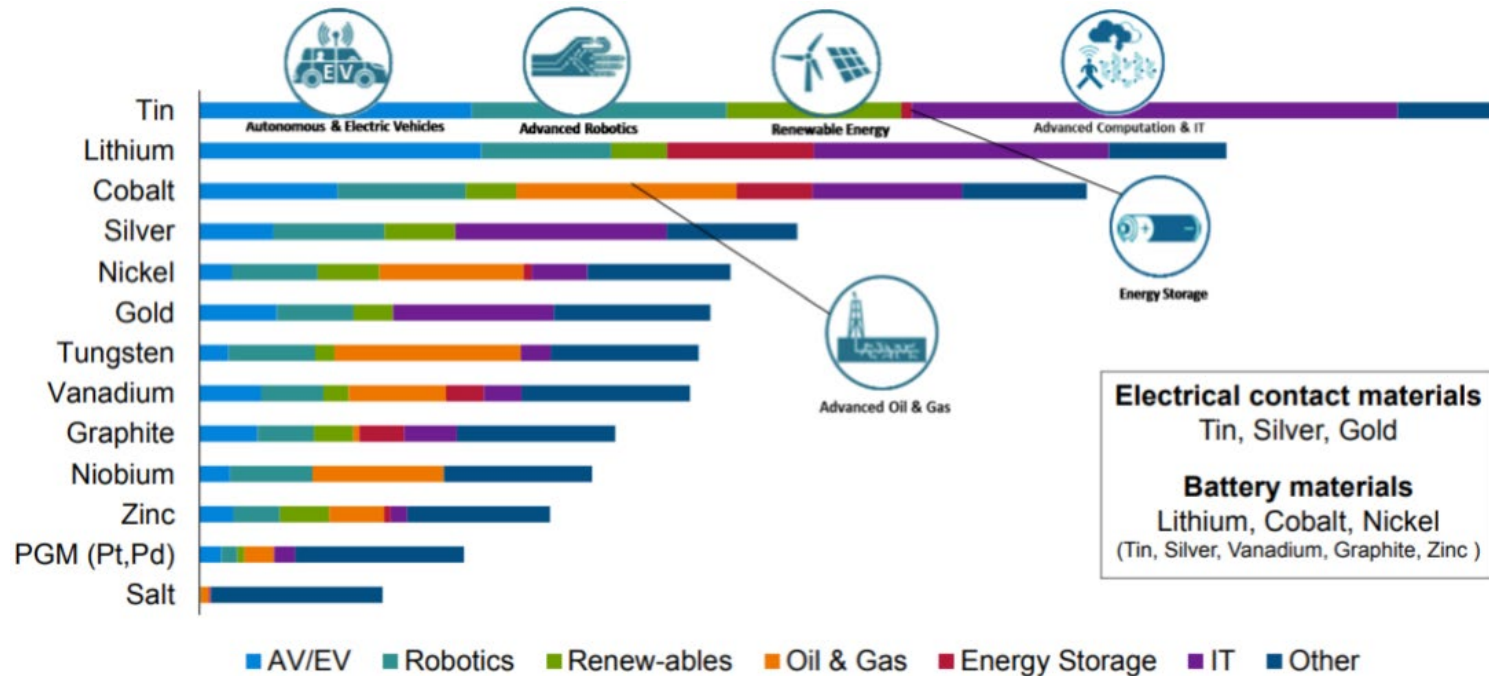 EV
Tin
Autonomous & Electric Vehicles
Advanced Robotics
Renewable Energy
Advanced Computation & IT
Lithium
Cobalt
Silver
Nickel
Energy Storage
Gold
Tungsten
Vanadium
Advanced Oil & Gas
Graphite
Niobium
Zinc
PGM (Pt,Pd)
Salt
Electrical contact materials
Tin, Silver, Gold
Battery materials
Lithium, Cobalt, Nickel
(Tin, Silver, Vanadium, Graphite, Zinc )
AV/EV Robotics Renew-ables Oil & Gas Energy Storage IT Other